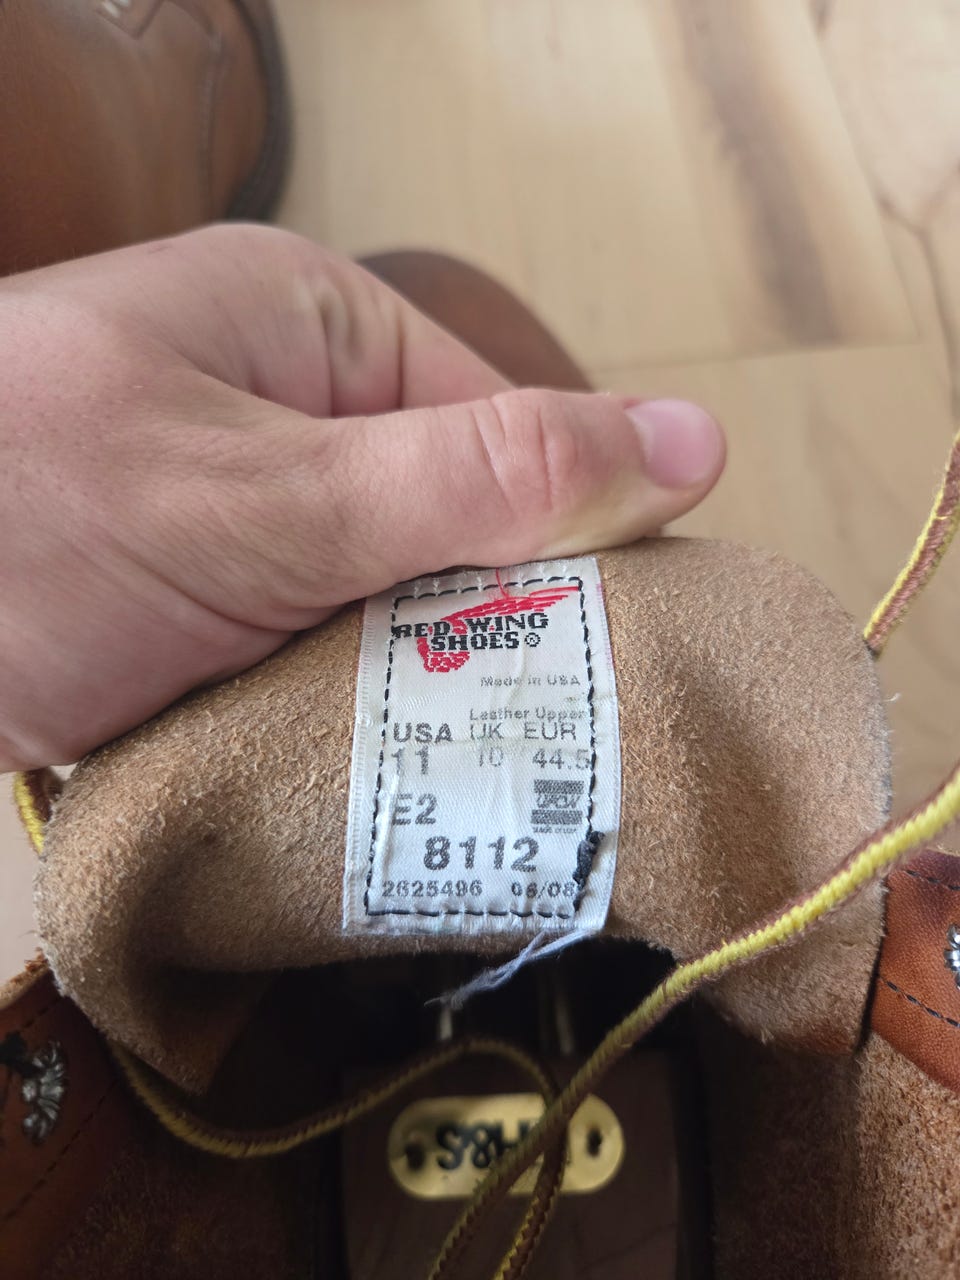 RED WING
SHOES®
Made in USA
Leather Upper
USA UK EUR
11 10 44.5
E2
8112
2625496 06/08